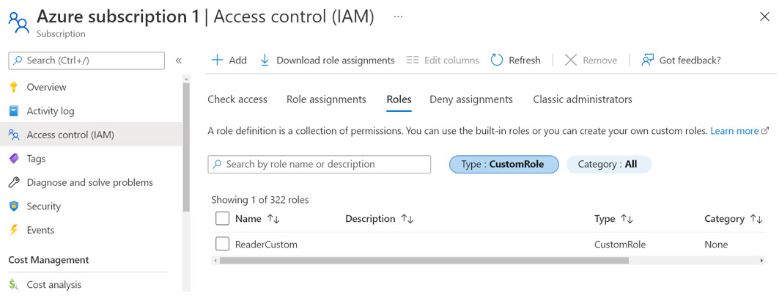 Azure subscription 1 | Access control (IAM) ...
Subscription
Search (Ctrl+/)
«
Overview
Activity log
Access control (IAM)
Tags
Diagnose and solve problems
Security
Events
Cost Management
Cost analysis
+ Add
Download role assignments
Edit columns
Refresh
Remove
Got feedback?
Check access Role assignments Roles Deny assignments Classic administrators
A role definition is a collection of permissions. You can use the built-in roles or you can create your own custom roles. Learn more
Search by role name or description
Type : CustomRole
Category : All
Showing 1 of 322 roles
Name ↑↓ Description Type ↑↓ Category ↑↓
ReaderCustom CustomRole None